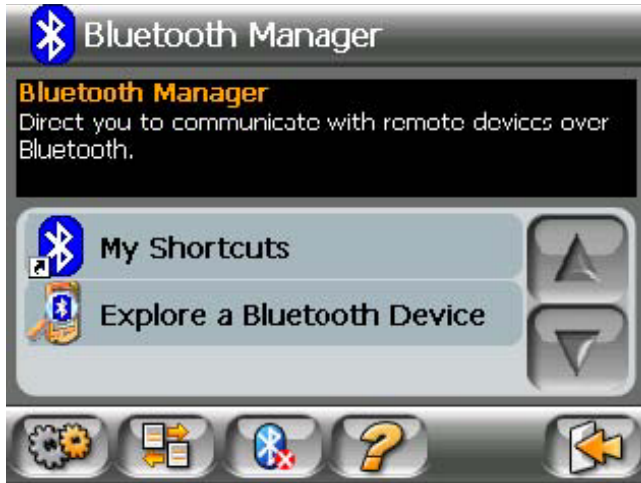 Bluetooth Manager
Bluetooth Manager
Direct you to communicate with remote devices over
Bluetooth.
My Shortcuts
Explore a Bluetooth Device